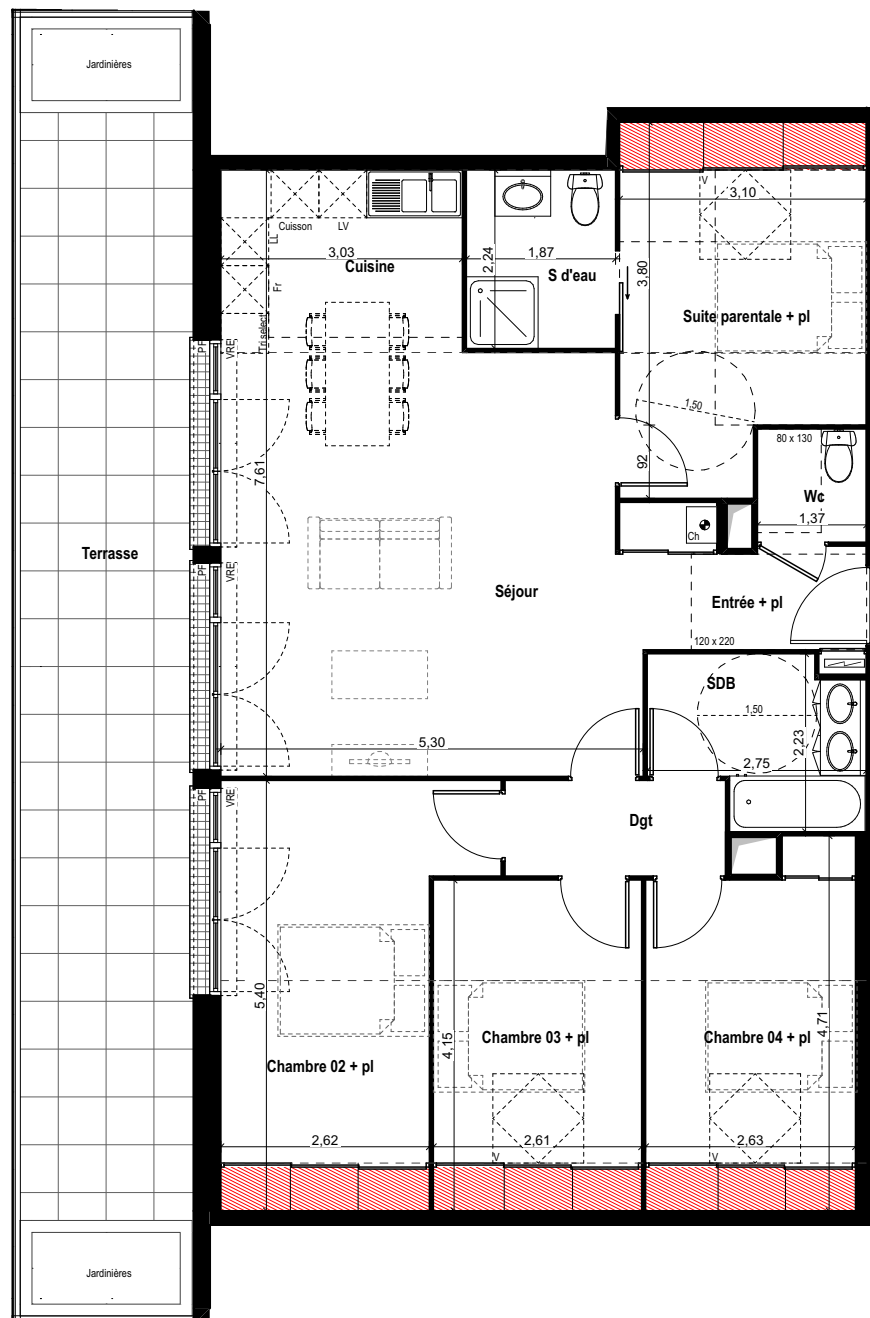 Jardinières
V
3,10
Cuisson
LV
LL
3,03
Cuisine
2,24
1,87
S d'eau
3,80
Fr
Suite parentale + pl
Tri select
PF
VRE
1,50
80 x 130
92
7,61
Wc
1,37
Ch
Terrasse
PF
VRE
Séjour
Entrée + pl
120 x 220
SDB
1,50
2,23
5,30
2,75
PF
VRE
Dgt
5,40
4,15
4,71
Chambre 02 + pl
Chambre 03 + pl
Chambre 04 + pl
2,62
2,61
2,63
V
V
Jardinières